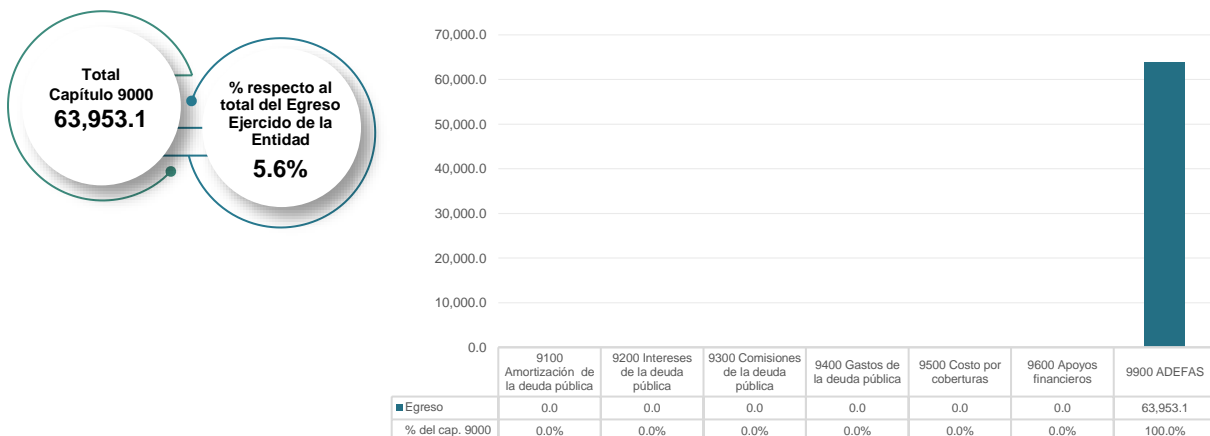 Total
Capítulo 9000
63,953.1
% respecto al
total del Egreso
Ejercido de la
Entidad
5.6%
70,000.0
60,000.0
50,000.0
40,000.0
30,000.0
20,000.0
10,000.0
0.0
9100
Amortización de
la deuda pública
9200 Intereses
de la deuda
pública
9300 Comisiones
de la deuda
pública
9400 Gastos de
la deuda pública
9500 Costo por
coberturas
9600 Apoyos
financieros
9900 ADEFAS
Egreso 0.0 0.0 0.0 0.0 0.0 0.0 63,953.1
% del cap. 9000 0.0% 0.0% 0.0% 0.0% 0.0% 0.0% 100.0%